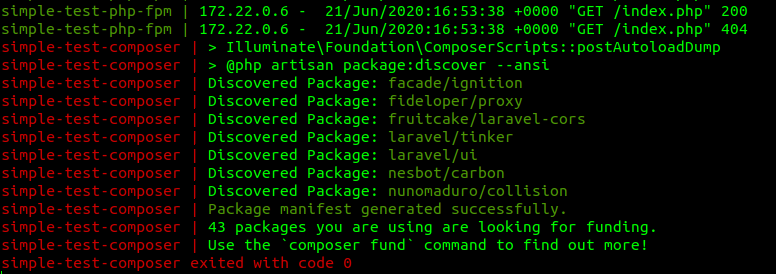 simple-test-php-fpm | 172.22.0.6 -  21/Jun/2020:16:53:38 +0000 "GET /index.php" 200
simple-test-php-fpm | 172.22.0.6 -  21/Jun/2020:16:53:38 +0000 "GET /index.php" 404
simple-test-composer | > Illuminate\Foundation\ComposerScripts::postAutoloadDump
simple-test-composer | > @php artisan package:discover --ansi
simple-test-composer | Discovered Package: facade/ignition
simple-test-composer | Discovered Package: fideloper/proxy
simple-test-composer | Discovered Package: fruitcake/laravel-cors
simple-test-composer | Discovered Package: laravel/tinker
simple-test-composer | Discovered Package: laravel/ui
simple-test-composer | Discovered Package: nesbot/carbon
simple-test-composer | Discovered Package: nunomaduro/collision
simple-test-composer | Package manifest generated successfully.
simple-test-composer | 43 packages you are using are looking for funding.
simple-test-composer | Use the `composer fund` command to find out more!
simple-test-composer exited with code 0